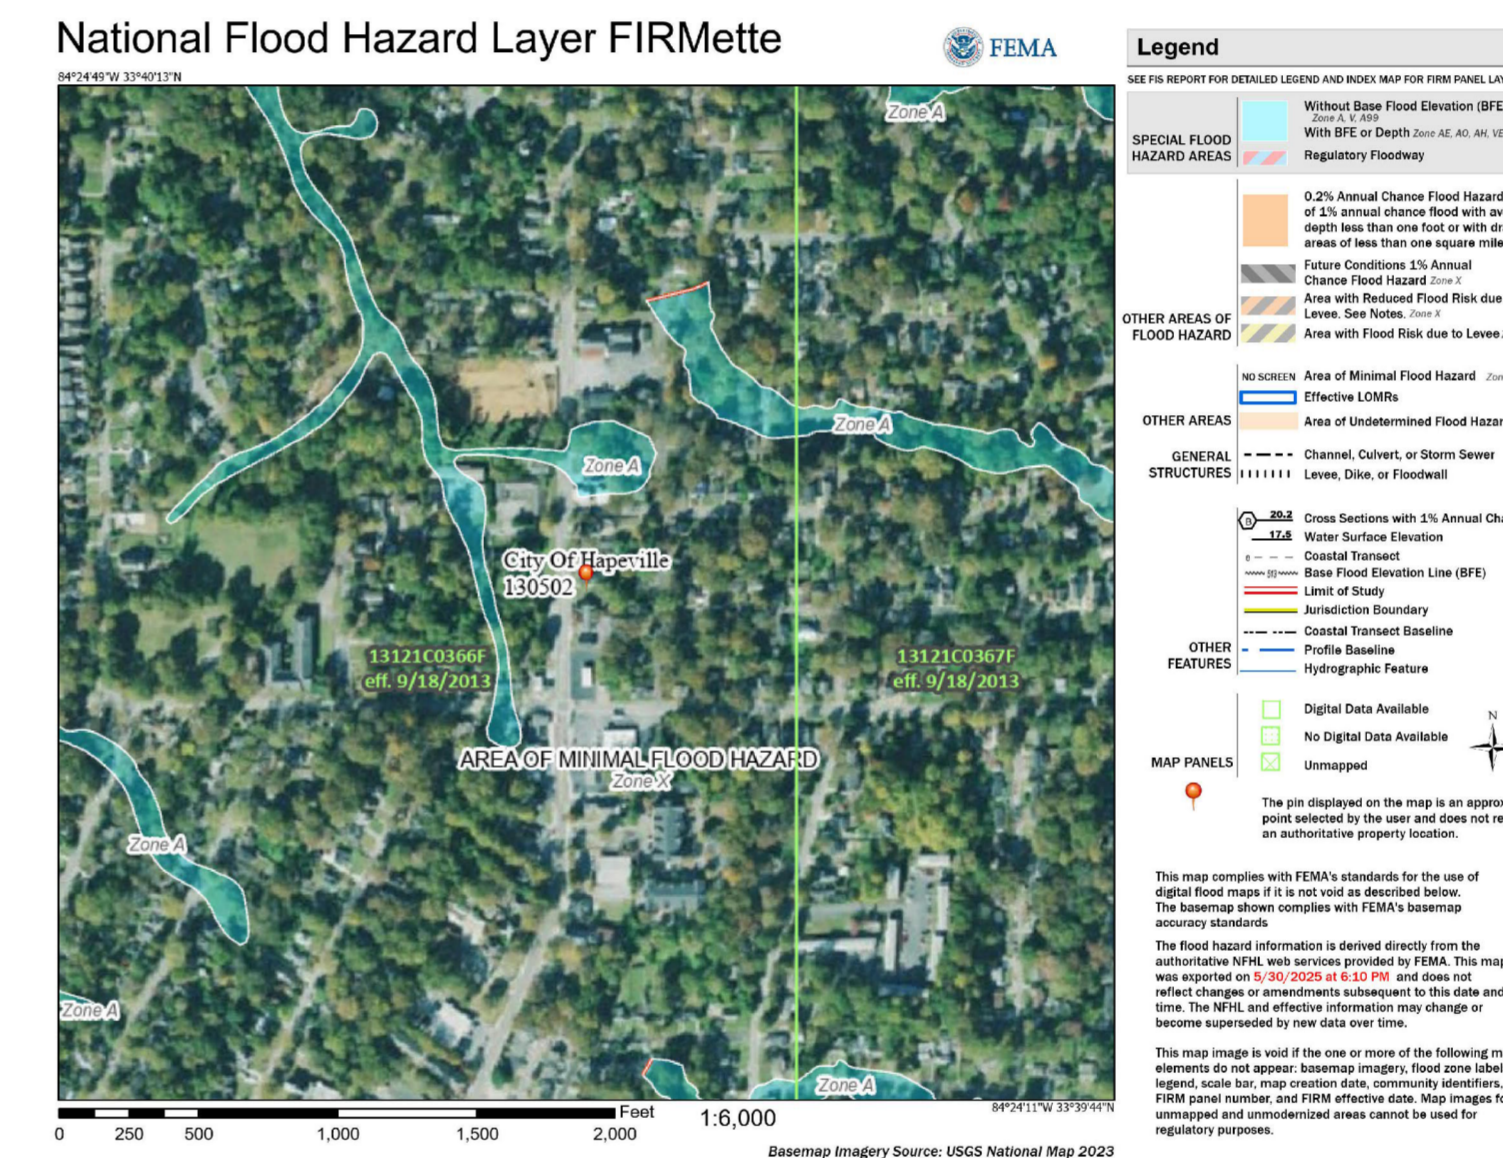 National Flood Hazard Layer FIRMette
FEMA
84°24'49"W 33°40'13"N
Zone A
Zone A
Zone A
City Of Hapeville
130502
13121C0366F
eff. 9/18/2013
13121C0367F
eff. 9/18/2013
AREA OF MINIMAL FLOOD HAZARD
Zone X
Zone A
Zone A
Zone A
84°24'11"W 33°39'44"N
Feet
1:6,000
0 250 500 1,000 1,500 2,000
Basemap Imagery Source: USGS National Map 2023
Legend
SEE FIS REPORT FOR DETAILED LEGEND AND INDEX MAP FOR FIRM PANEL LAY
SPECIAL FLOOD
HAZARD AREAS
Without Base Flood Elevation (BFE
Zone A, V, A99
With BFE or Depth Zone AE, AO, AH, VE
Regulatory Floodway
OTHER AREAS OF
FLOOD HAZARD
0.2% Annual Chance Flood Hazard
of 1% annual chance flood with av
depth less than one foot or with dr
areas of less than one square mile
Future Conditions 1% Annual
Chance Flood Hazard Zone X
Area with Reduced Flood Risk due
Levee. See Notes. Zone X
Area with Flood Risk due to Levee
OTHER AREAS
NO SCREEN Area of Minimal Flood Hazard Zon
Effective LOMRs
Area of Undetermined Flood Hazar
GENERAL
STRUCTURES
Channel, Culvert, or Storm Sewer
Levee, Dike, or Floodwall
OTHER
FEATURES
B 20.2 Cross Sections with 1% Annual Cha
17.5 Water Surface Elevation
8 Coastal Transect
513 Base Flood Elevation Line (BFE)
Limit of Study
Jurisdiction Boundary
Coastal Transect Baseline
Profile Baseline
Hydrographic Feature
MAP PANELS
Digital Data Available
No Digital Data Available
Unmapped
N
The pin displayed on the map is an approx
point selected by the user and does not re
an authoritative property location.
This map complies with FEMA's standards for the use of
digital flood maps if it is not void as described below.
The basemap shown complies with FEMA's basemap
accuracy standards
The flood hazard information is derived directly from the
authoritative NFHL web services provided by FEMA. This map
was exported on 5/30/2025 at 6:10 PM and does not
reflect changes or amendments subsequent to this date and
time. The NFHL and effective information may change or
become superseded by new data over time.
This map image is void if the one or more of the following m
elements do not appear: basemap imagery, flood zone label
legend, scale bar, map creation date, community identifiers,
FIRM panel number, and FIRM effective date. Map images fo
unmapped and unmodernized areas cannot be used for
regulatory purposes.